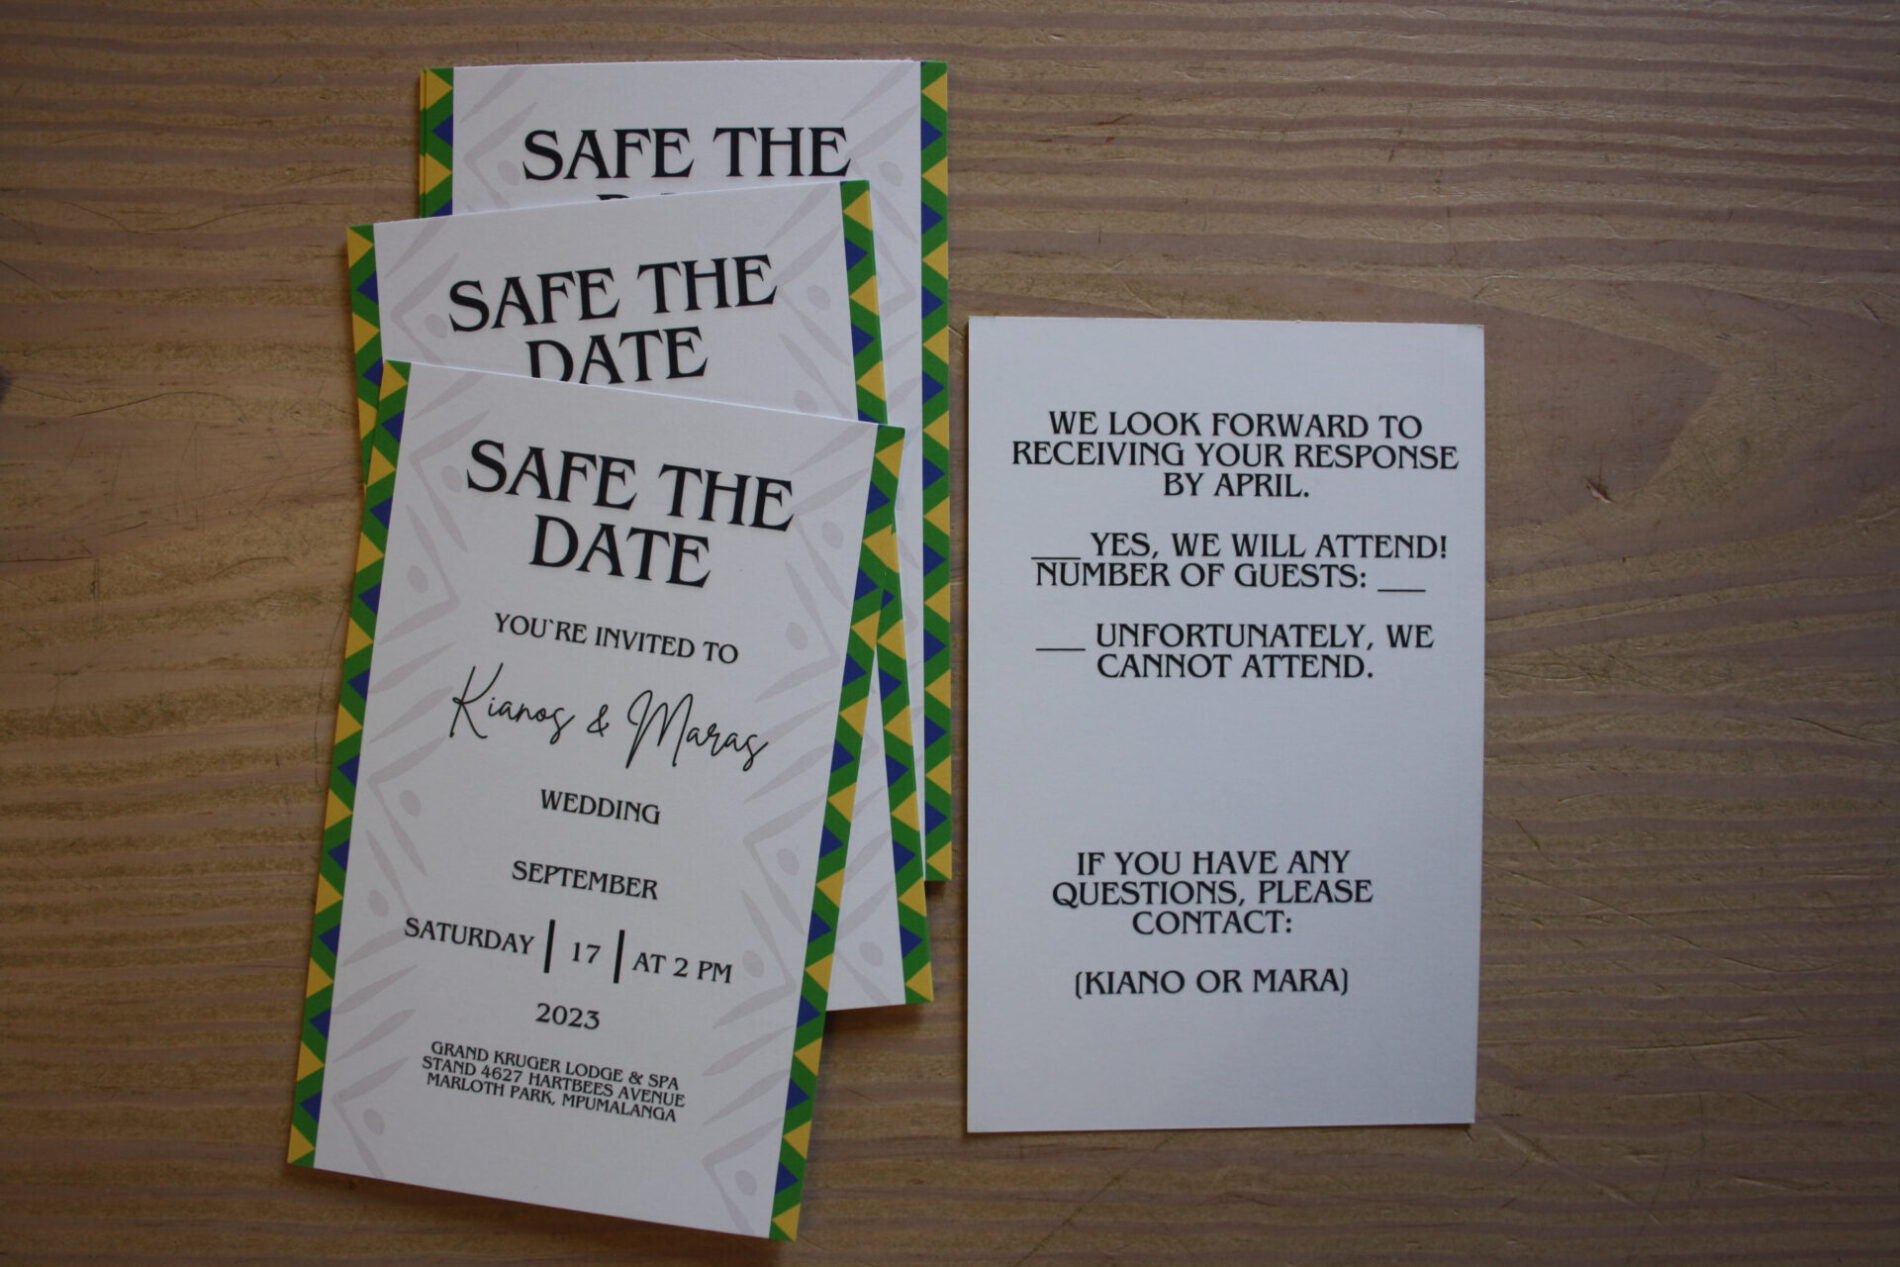 SAFE THE
SAFE THE
DATE
SAFE THE
DATE
YOU`RE INVITED TO
Kianos & Maras
WEDDING
SEPTEMBER
SATURDAY | 17 | AT 2 PM
2023
GRAND KRUGER LODGE & SPA
STAND 4627 HARTBEES AVENUE
MARLOTH PARK, MPUMALANGA
WE LOOK FORWARD TO
RECEIVING YOUR RESPONSE
BY APRIL.
___ YES, WE WILL ATTEND!
NUMBER OF GUESTS: ___
___ UNFORTUNATELY, WE
CANNOT ATTEND.
IF YOU HAVE ANY
QUESTIONS, PLEASE
CONTACT:
(KIANO OR MARA)